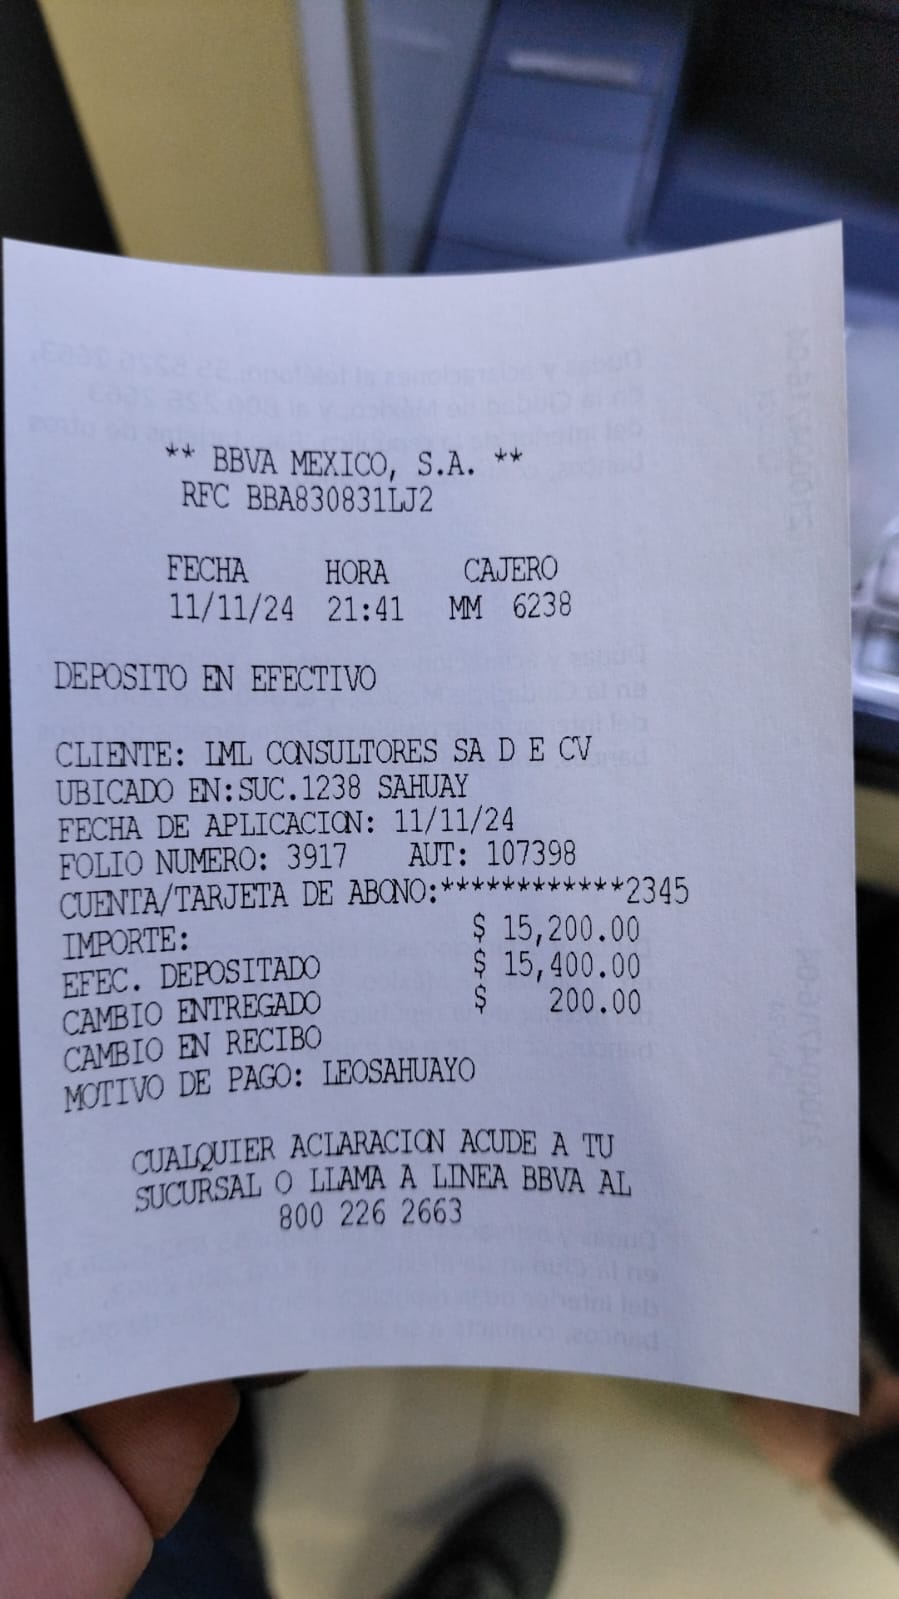 ** BBVA MEXICO, S.A. **
RFC BBA830831LJ2
FECHA HORA CAJERO
11/11/24 21:41 MM 6238
DEPOSITO EN EFECTIVO
CLIENTE: LML CONSULTORES SA D E CV
UBICADO EN:SUC.1238 SAHUAY
FECHA DE APLICACION: 11/11/24
FOLIO NUMERO: 3917 AUT: 107398
CUENTA/TARJETA DE ABONO:************2345
IMPORTE: $ 15,200.00
EFEC. DEPOSITADO $ 15,400.00
CAMBIO ENTREGADO $ 200.00
CAMBIO EN RECIBO
MOTIVO DE PAGO: LEOSAHUAYO
CUALQUIER ACLARACION ACUDE A TU
SUCURSAL O LLAMA A LINEA BBVA AL
800 226 2663